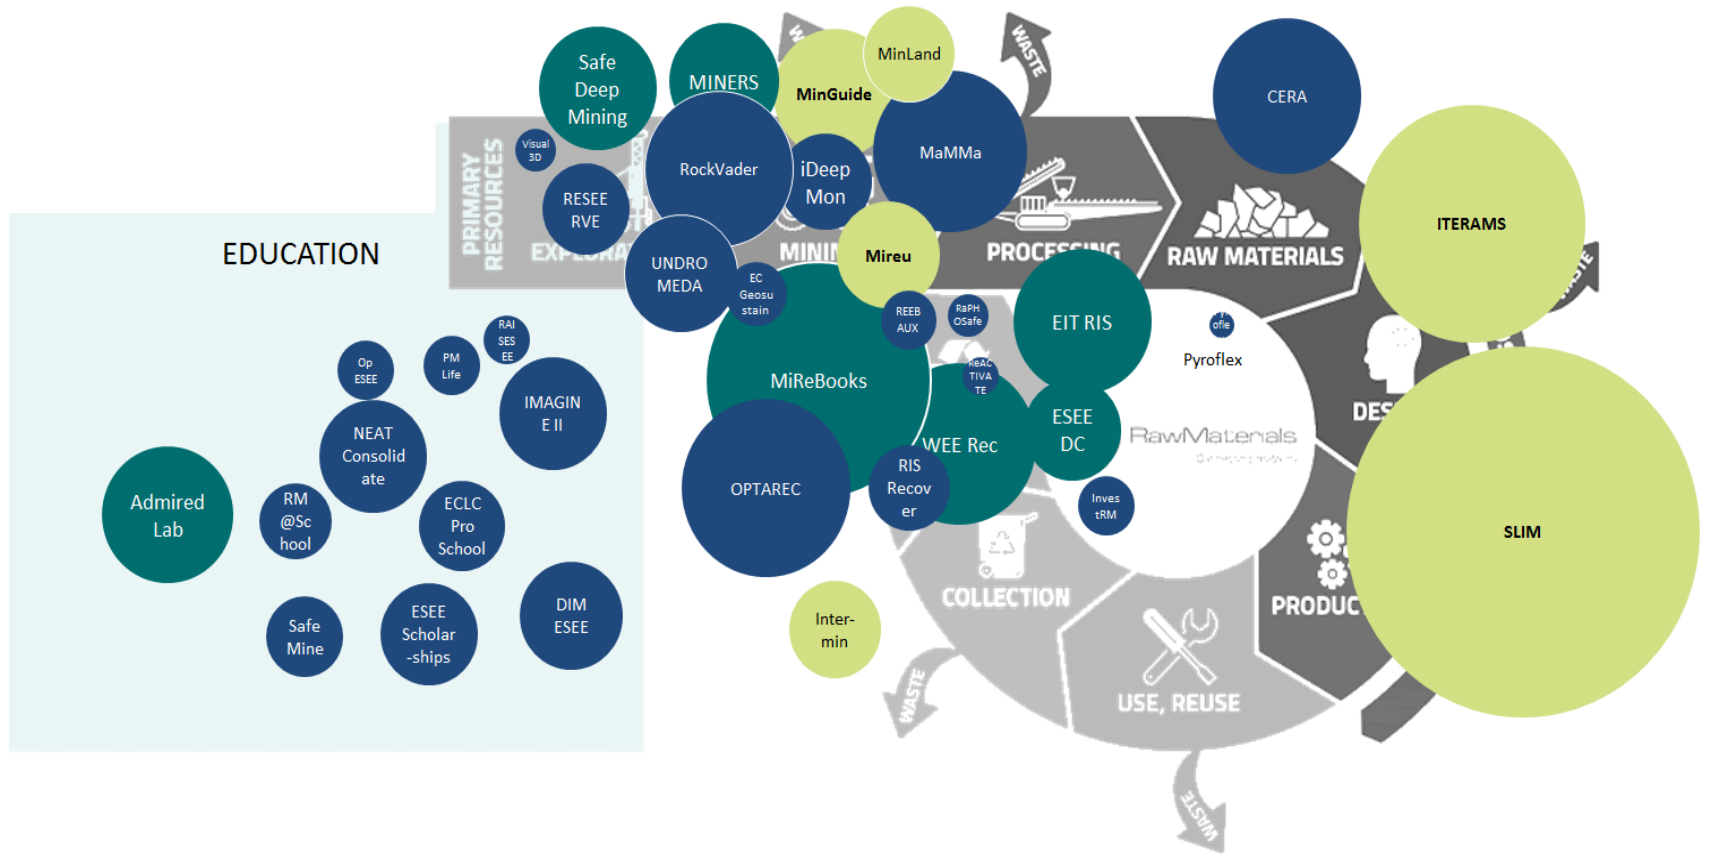 Safe
Deep
Mining
MINERS
MinGuide
MinLand
WASTE
CERA
Visual
3D
PRIMARY
RESOURCES
RESEE
RVE
RockVader
iDeep
Mon
MaMMa
ITERAMS
EDUCATION
UNDRO
MEDA
MINI
Mireu
PROCESSING
RAW MATERIALS
EC
Geosu
stain
REEB
AUX
RaPH
OSafe
EIT RIS
ofle
Pyroflex
RAI
SES
EE
Op
ESEE
PM
Life
IMAGIN
E II
MiReBooks
ReAC
TIVA
TE
NEAT
Consolid
ate
ESEE
DC
RawMaterials
WEE Rec
OPTAREC
RIS
Recov
er
Inves
tRM
SLIM
Admired
Lab
RM
@Sc
hool
ECLC
Pro
School
COLLECTION
PRODUC
Safe
Mine
ESEE
Scholar
-ships
DIM
ESEE
Inter-
min
WASTE
USE, REUSE
WASTE